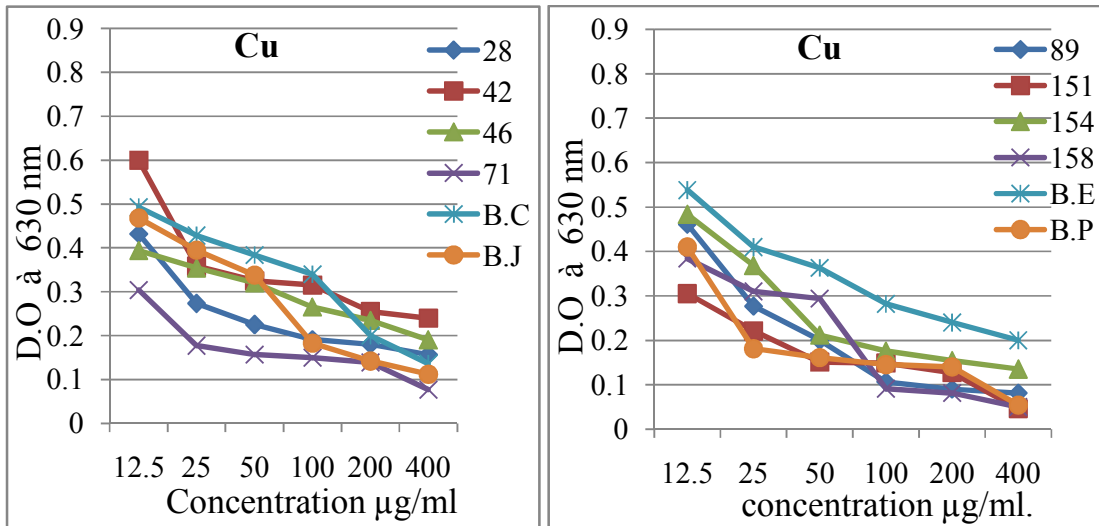 Cu
0.9
0.8
0.7
0.6
0.5
0.4
0.3
0.2
0.1
0
D.O à 630 nm
12.5 25 50 100 200 400
Concentration µg/ml
28
42
46
71
B.C
B.J
Cu
0.9
0.8
0.7
0.6
0.5
0.4
0.3
0.2
0.1
0
D.O à 630 nm
12.5 25 50 100 200 400
concentration µg/ml.
89
151
154
158
B.E
B.P